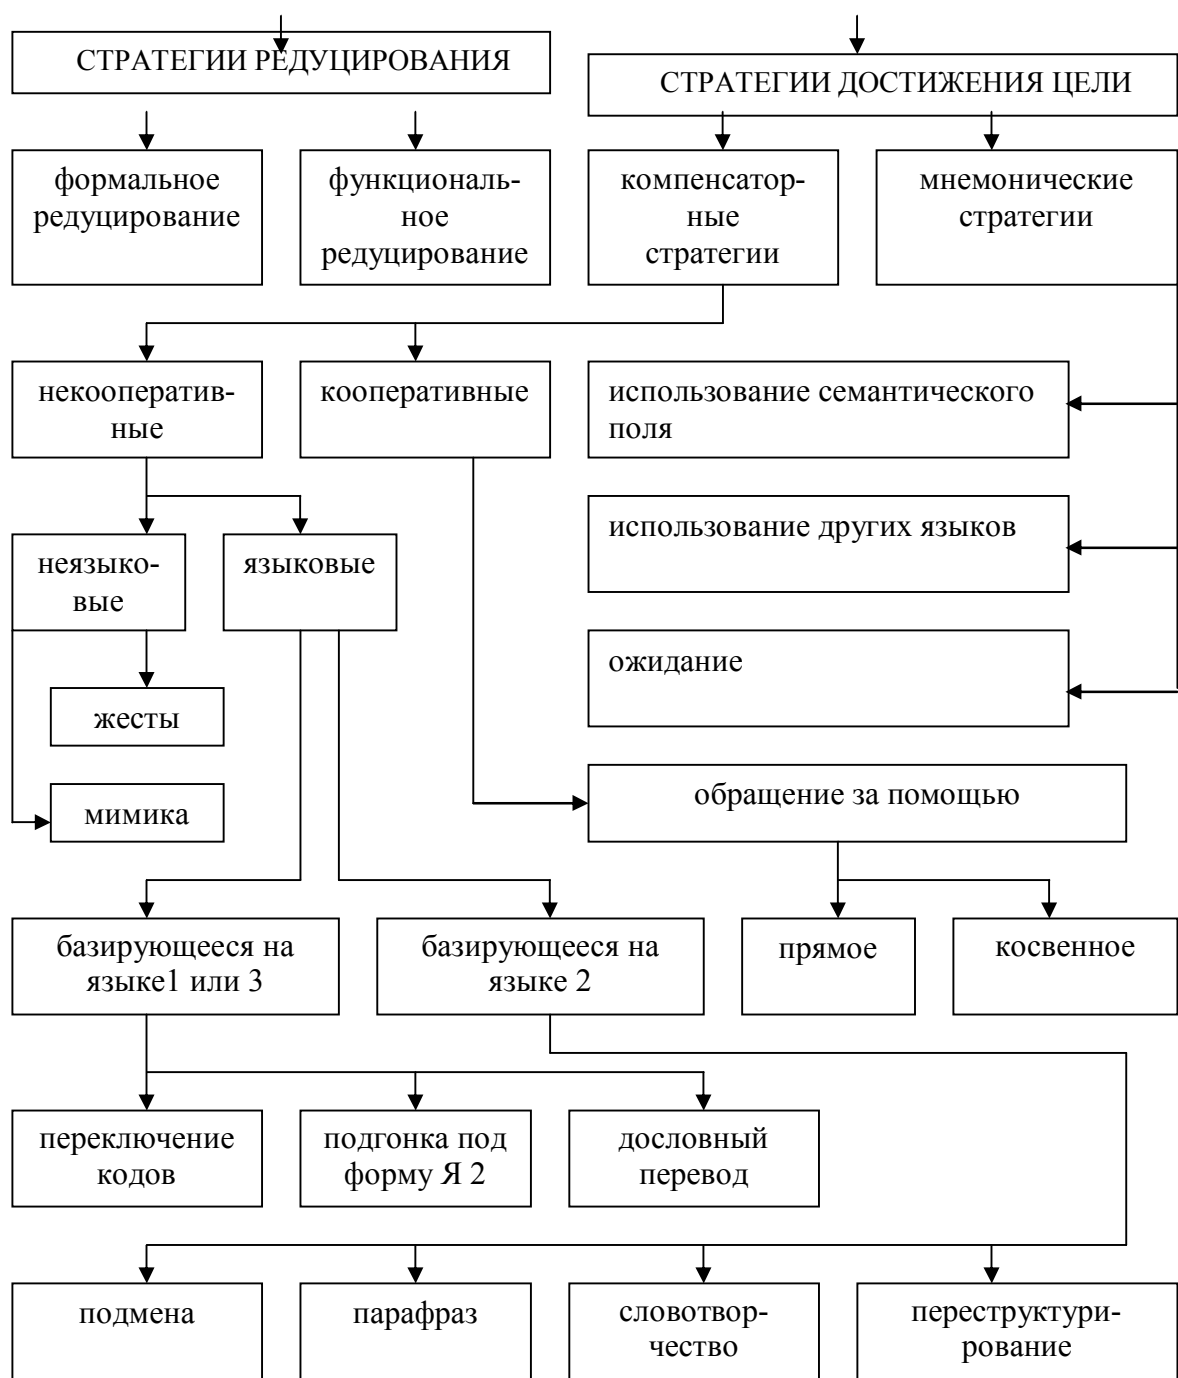 СТРАТЕГИИ РЕДУЦИРОВАНИЯ
СТРАТЕГИИ ДОСТИЖЕНИЯ ЦЕЛИ
формальное
редуцирование
функциональ-
ное
редуцирование
компенсатор-
ные
стратегии
мнемонические
стратегии
некооператив-
ные
кооперативные
использование семантического
поля
использование других языков
ожидание
неязыко-
вые
языковые
жесты
мимика
обращение за помощью
базирующееся на
языке1 или 3
базирующееся на
языке 2
прямое
косвенное
переключение
кодов
подгонка под
форму Я 2
дословный
перевод
подмена
парафраз
словотвор-
чество
переструктури-
рование